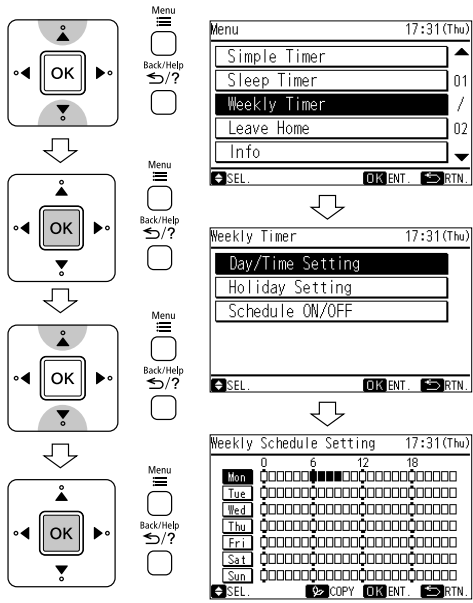 Menu
OK
Back/Help
/?
Menu 17:31(Thu)
Simple Timer
Sleep Timer 01
Weekly Timer /
Leave Home 02
Info
SEL. OK ENT. RTN.
Menu
OK
Back/Help
/?
Weekly Timer 17:31(Thu)
Day/Time Setting
Holiday Setting
Schedule ON/OFF
SEL. OK ENT. RTN.
Menu
OK
Back/Help
/?
Menu
OK
Back/Help
/?
Weekly Schedule Setting 17:31(Thu)
0 6 12 18
Mon
Tue
Wed
Thu
Fri
Sat
Sun
SEL. COPY OK ENT. RTN.